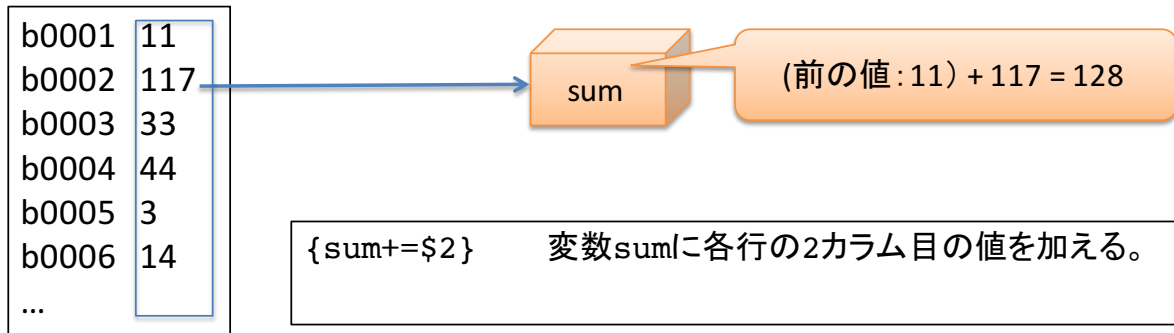 b0001 11
b0002 117
b0003 33
b0004 44
b0005 3
b0006 14
...
sum
(前の値：11）+ 117 = 128
{sum+=$2} 変数sumに各行の2カラム目の値を加える。